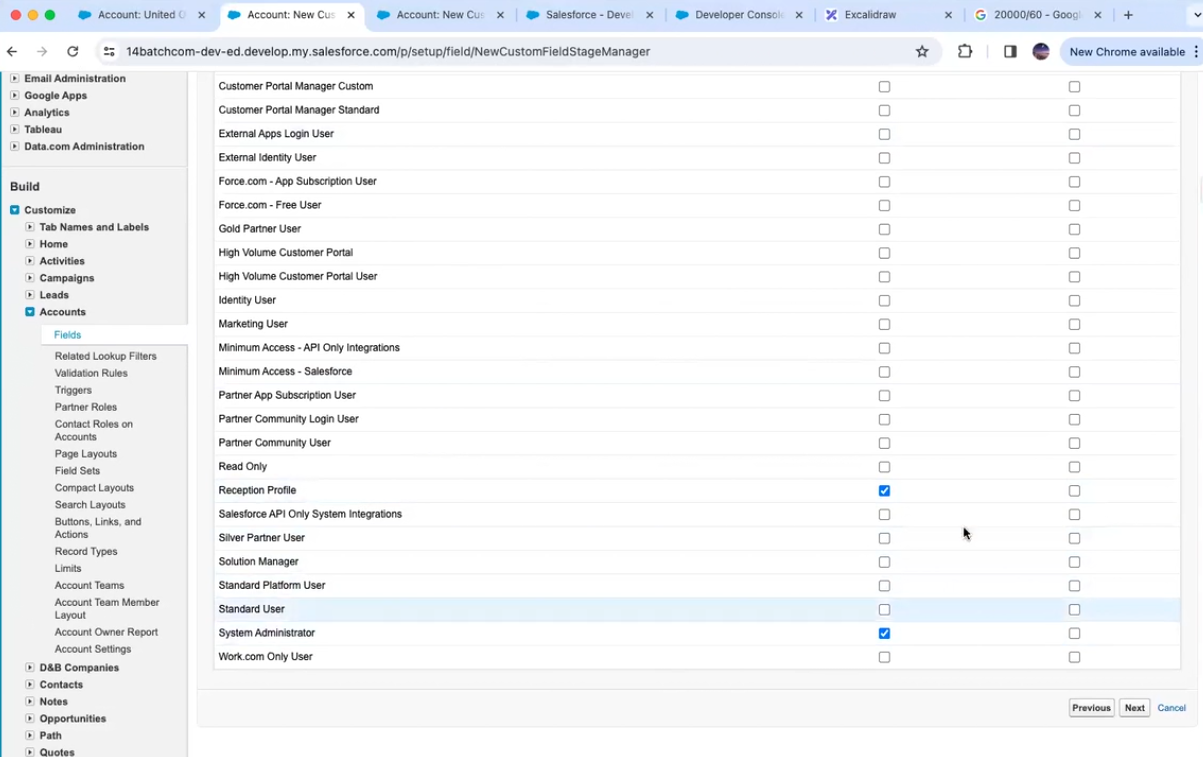 Account: United O
Account: New Cus
Account: New Cus
Salesforce - Devel
Developer Console
Excalidraw
20000/60 - Googl
14batchcom-dev-ed.develop.my.salesforce.com/p/setup/field/NewCustomFieldStageManager
New Chrome available
Email Administration
Google Apps
Analytics
Tableau
Data.com Administration
Build
Customize
Tab Names and Labels
Home
Activities
Campaigns
Leads
Accounts
Fields
Related Lookup Filters
Validation Rules
Triggers
Partner Roles
Contact Roles on
Accounts
Page Layouts
Field Sets
Compact Layouts
Search Layouts
Buttons, Links, and
Actions
Record Types
Limits
Account Teams
Account Team Member
Layout
Account Owner Report
Account Settings
D&B Companies
Contacts
Notes
Opportunities
Path
Quotes
Customer Portal Manager Custom
Customer Portal Manager Standard
External Apps Login User
External Identity User
Force.com - App Subscription User
Force.com - Free User
Gold Partner User
High Volume Customer Portal
High Volume Customer Portal User
Identity User
Marketing User
Minimum Access - API Only Integrations
Minimum Access - Salesforce
Partner App Subscription User
Partner Community Login User
Partner Community User
Read Only
Reception Profile
Salesforce API Only System Integrations
Silver Partner User
Solution Manager
Standard Platform User
Standard User
System Administrator
Work.com Only User
Previous Next Cancel